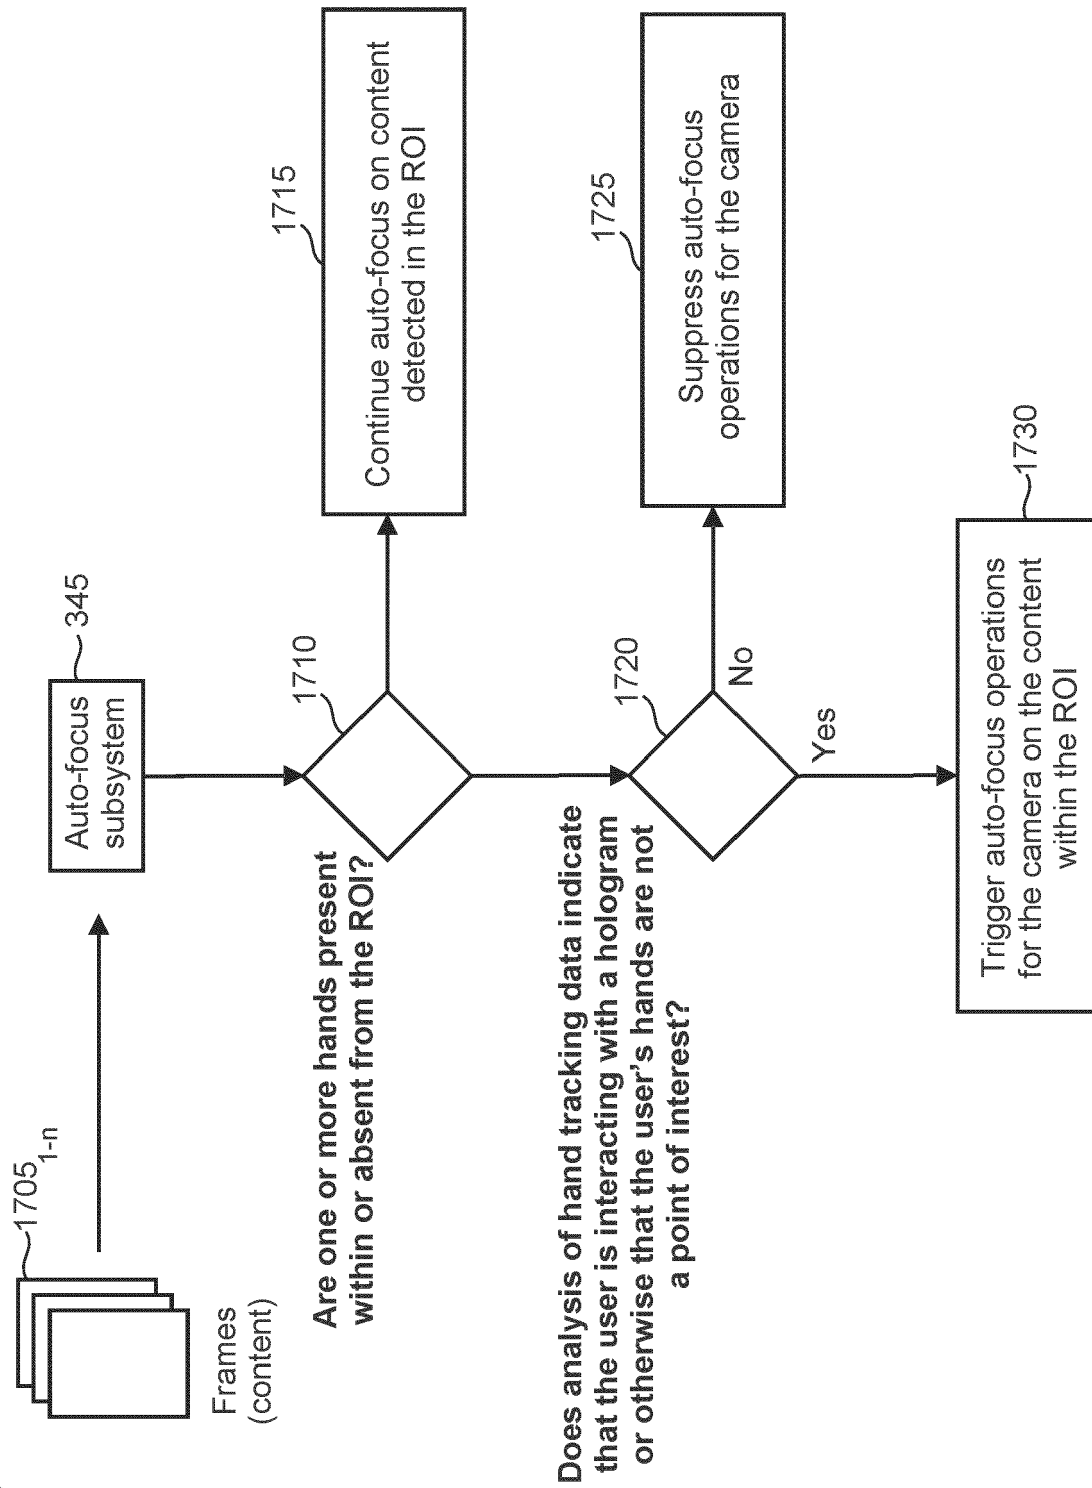 1705₁₋ₙ
Frames
(content)
345
Auto-focus
subsystem
1710
Are one or more hands present
within or absent from the ROI?
1715
Continue auto-focus on content
detected in the ROI
1720
Does analysis of hand tracking data indicate
that the user is interacting with a hologram
or otherwise that the user's hands are not
a point of interest?
No
Yes
1725
Suppress auto-focus
operations for the camera
1730
Trigger auto-focus operations
for the camera on the content
within the ROI